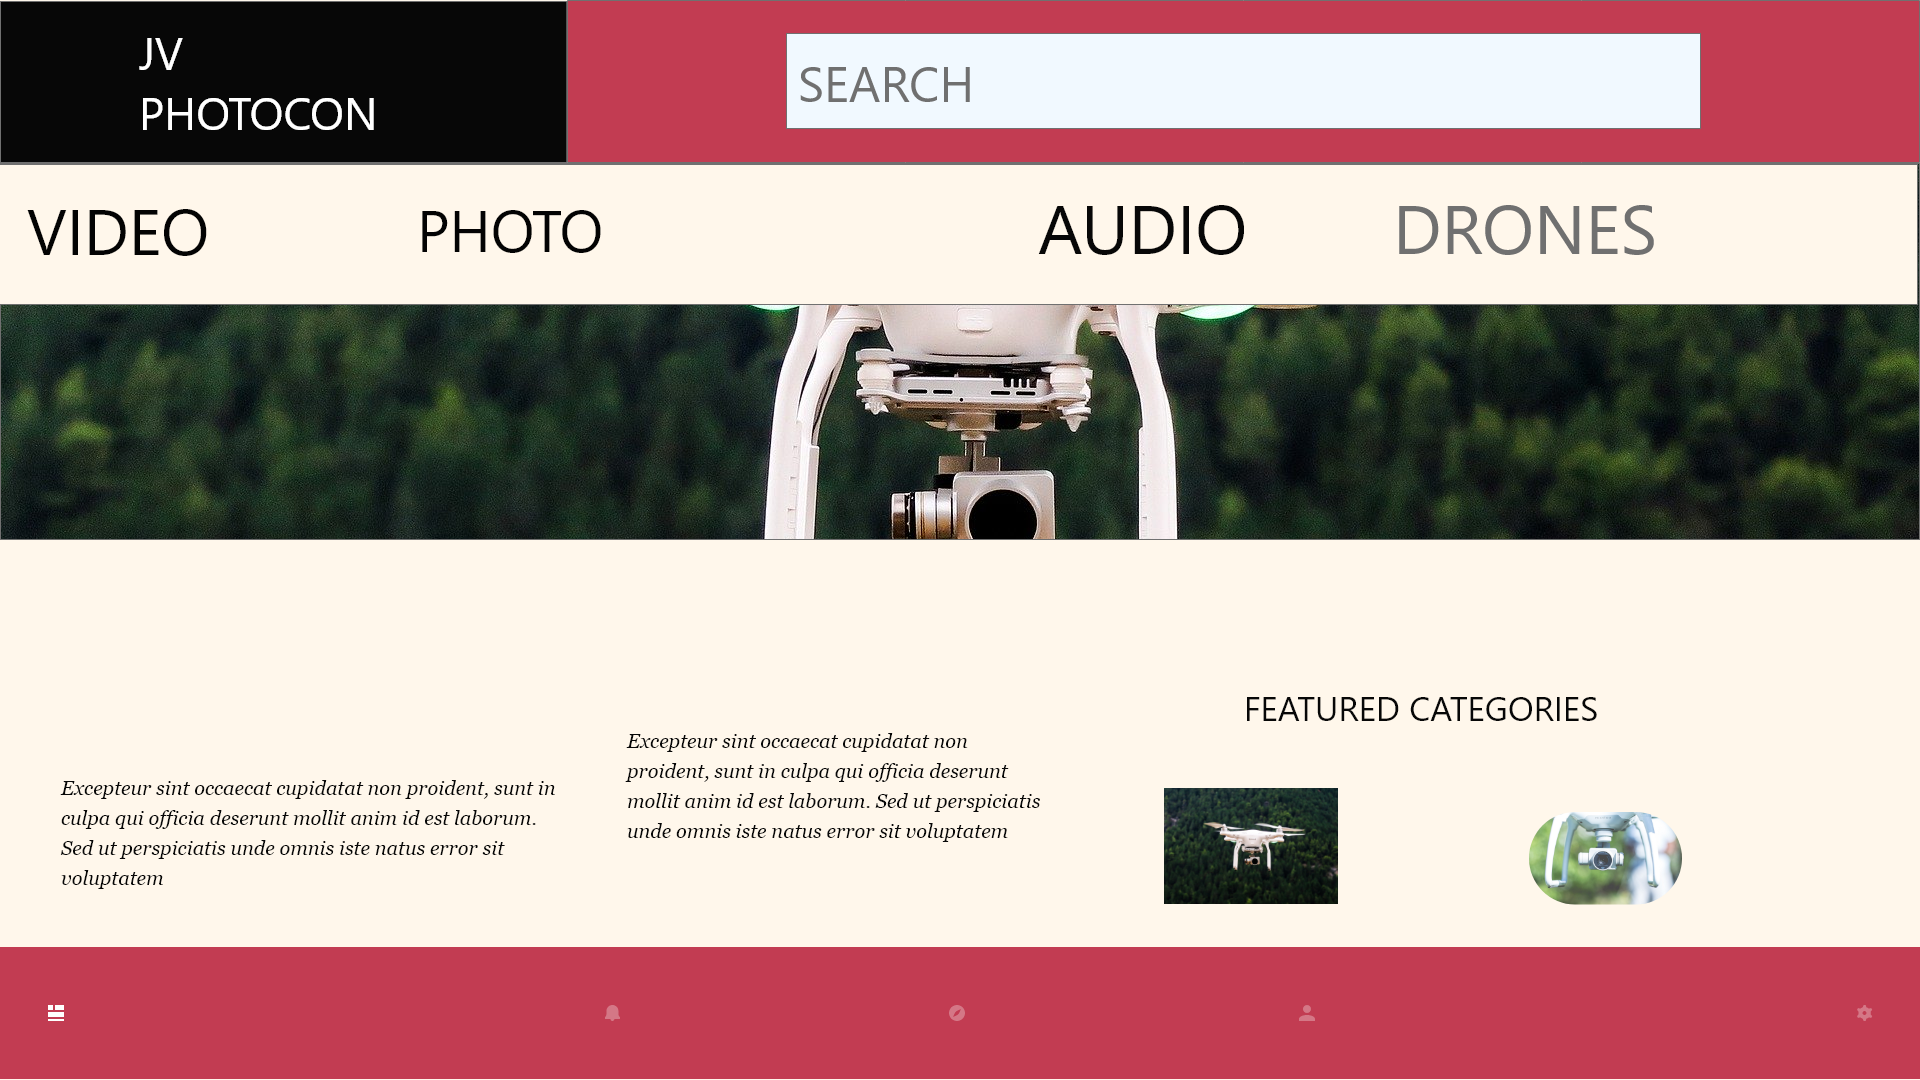 JV
PHOTOCON
SEARCH
VIDEO
PHOTO
AUDIO
DRONES
Excepteur sint occaecat cupidatat non proident, sunt in
culpa qui officia deserunt mollit anim id est laborum.
Sed ut perspiciatis unde omnis iste natus error sit
voluptatem
Excepteur sint occaecat cupidatat non
proident, sunt in culpa qui officia deserunt
mollit anim id est laborum. Sed ut perspiciatis
unde omnis iste natus error sit voluptatem
FEATURED CATEGORIES